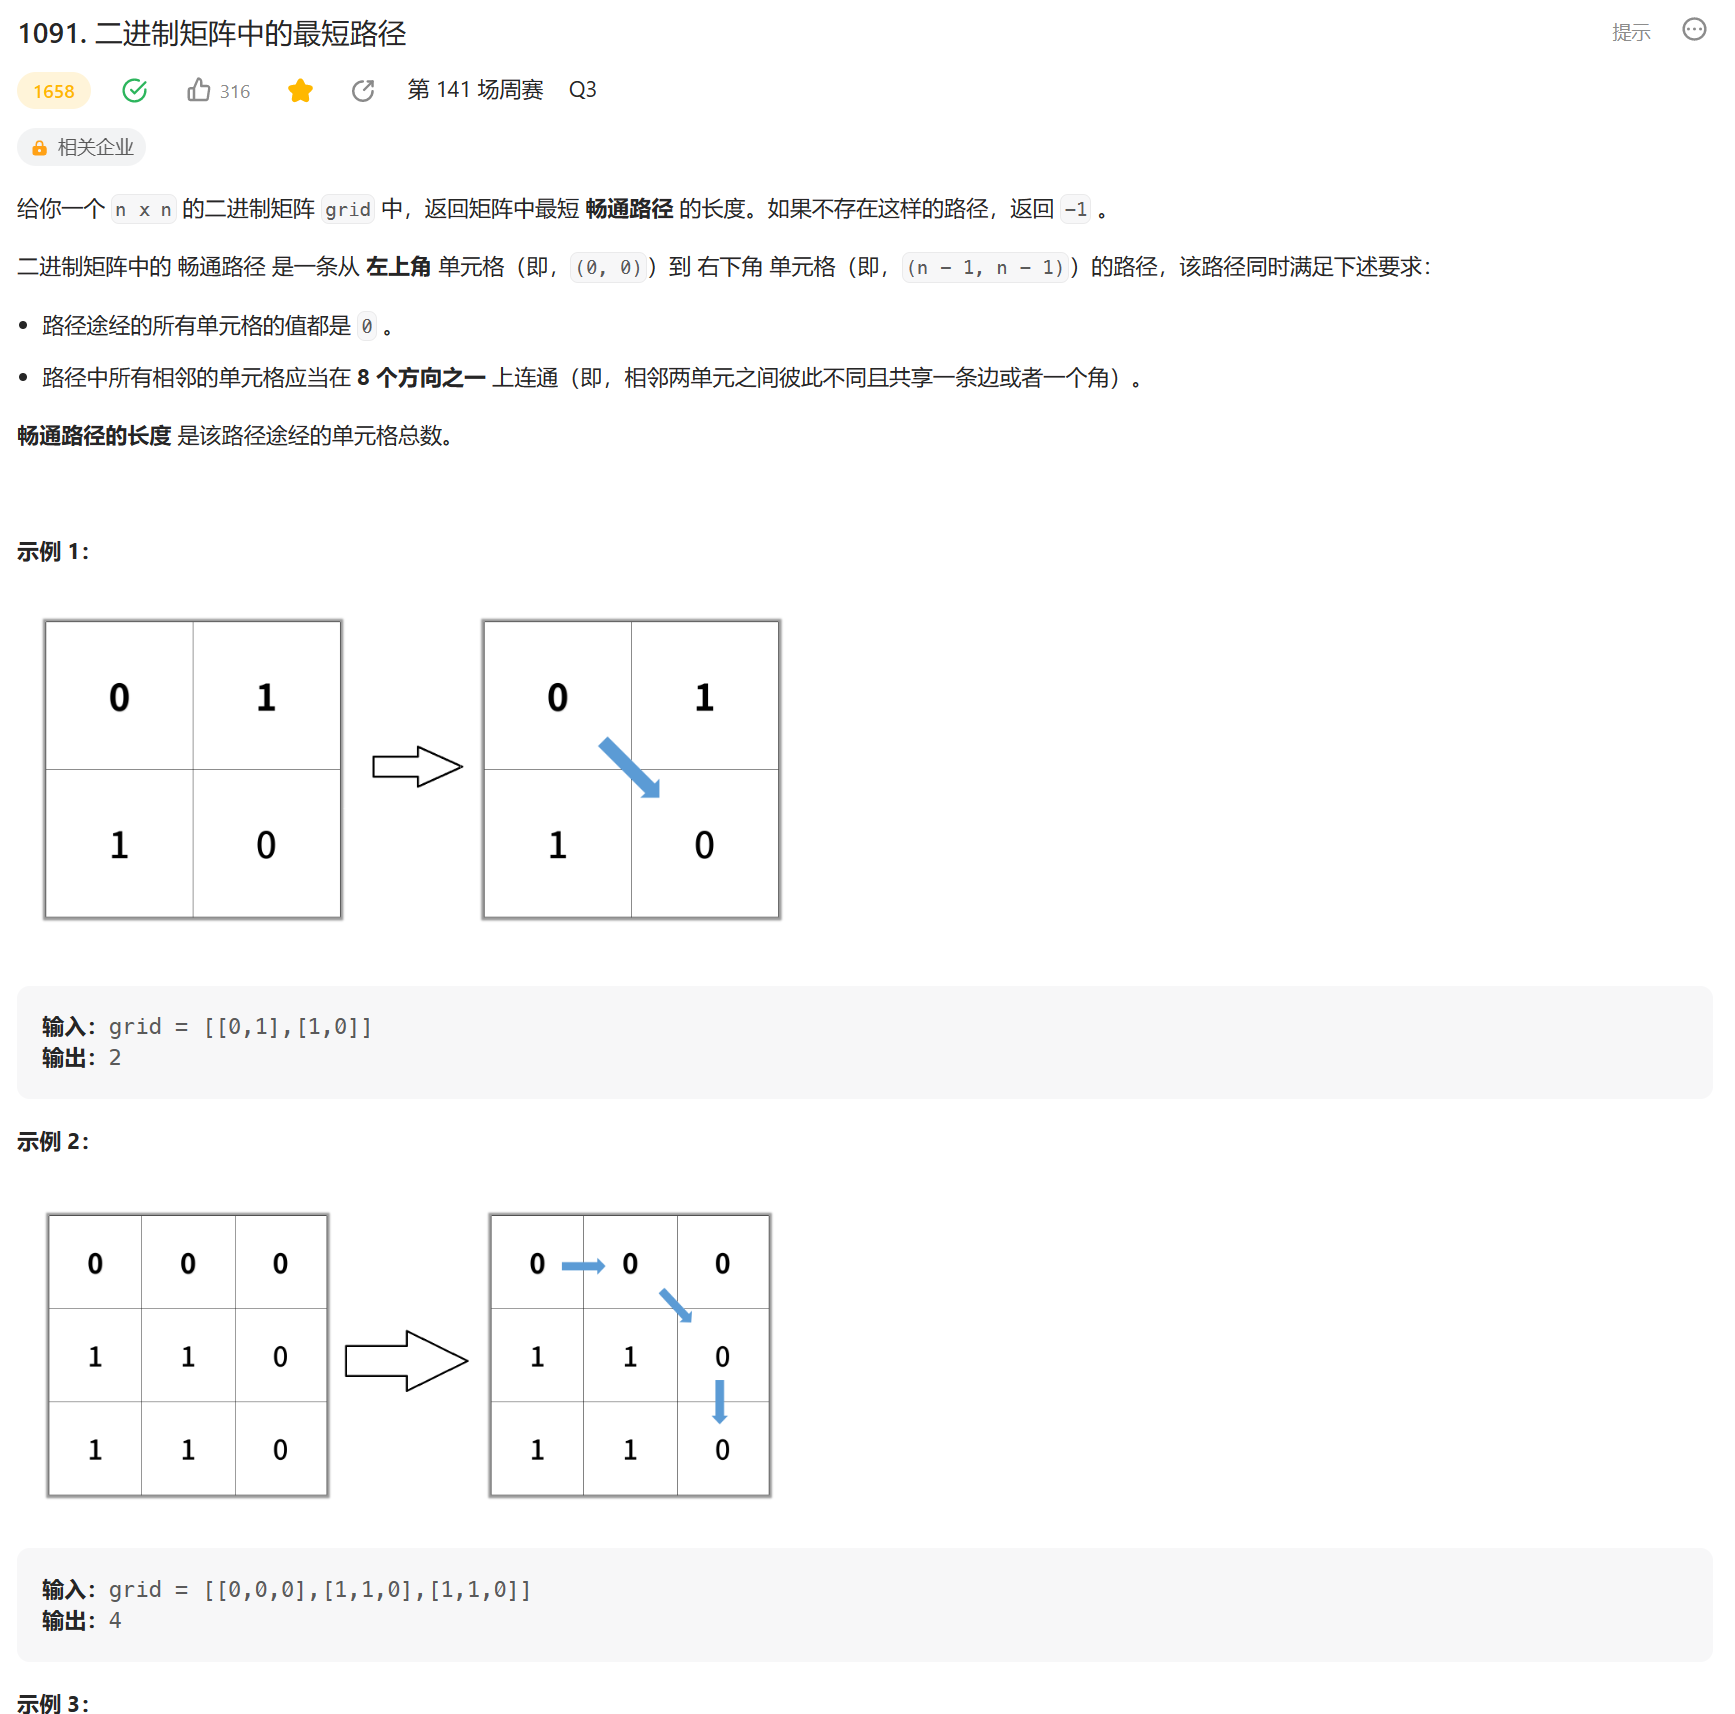 1091. 二进制矩阵中的最短路径
提示
1658 316 第 141 场周赛 Q3
相关企业
给你一个 n x n 的二进制矩阵 grid 中，返回矩阵中最短 畅通路径 的长度。如果不存在这样的路径，返回 -1 。
二进制矩阵中的 畅通路径 是一条从 左上角 单元格（即，(0, 0)）到 右下角 单元格（即，(n - 1, n - 1)）的路径，该路径同时满足下述要求：
• 路径途经的所有单元格的值都是 0 。
• 路径中所有相邻的单元格应当在 8 个方向之一 上连通（即，相邻两单元之间彼此不同且共享一条边或者一个角）。
畅通路径的长度 是该路径途经的单元格总数。
示例 1：
0 1 0 1
1 0 1 0
输入：grid = [[0,1],[1,0]]
输出：2
示例 2：
0 0 0 0 0 0
1 1 0 1 1 0
1 1 0 1 1 0
输入：grid = [[0,0,0],[1,1,0],[1,1,0]]
输出：4
示例 3：